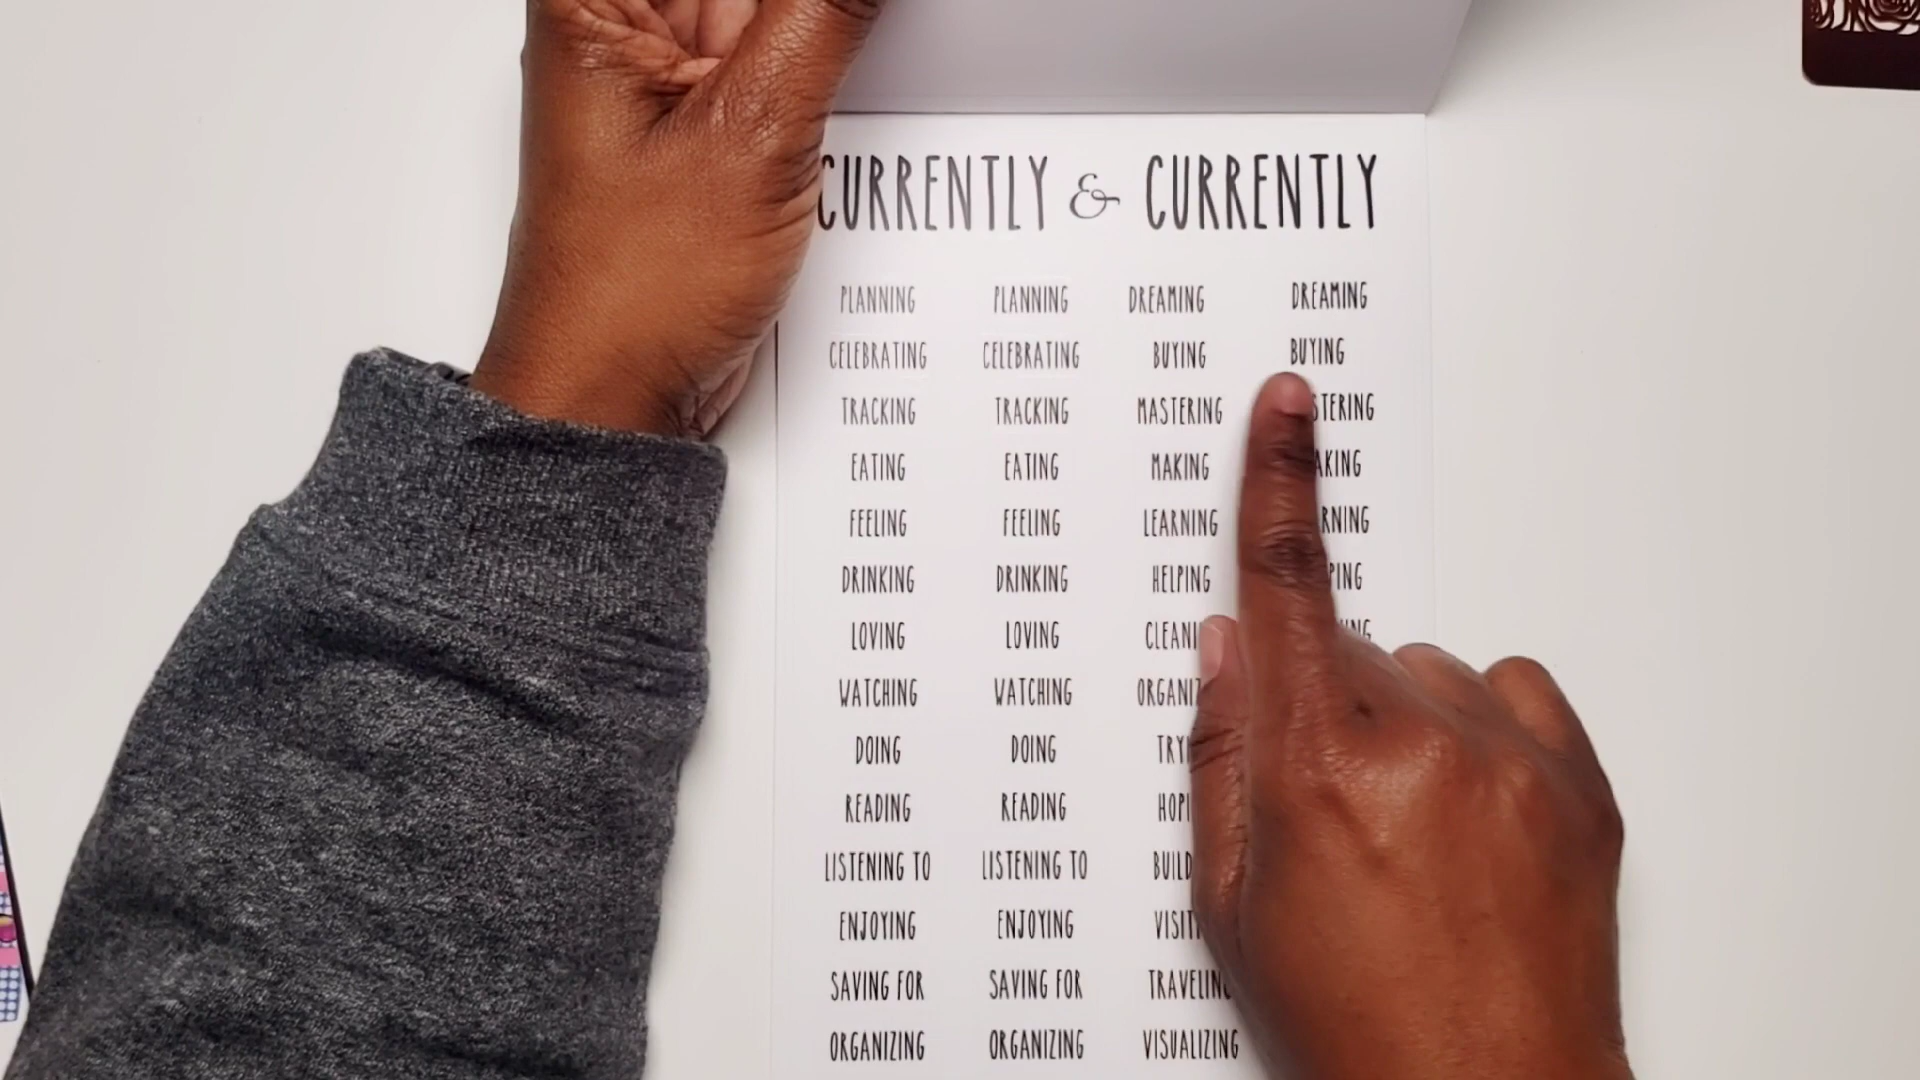 CURRENTLY & CURRENTLY
PLANNING PLANNING DREAMING DREAMING
CELEBRATING CELEBRATING BUYING BUYING
TRACKING TRACKING MASTERING
EATING EATING MAKING
FEELING FEELING LEARNING
DRINKING DRINKING HELPING
LOVING LOVING
WATCHING WATCHING
DOING DOING
READING READING
LISTENING TO LISTENING TO
ENJOYING ENJOYING
SAVING FOR SAVING FOR
ORGANIZING ORGANIZING VISUALIZING